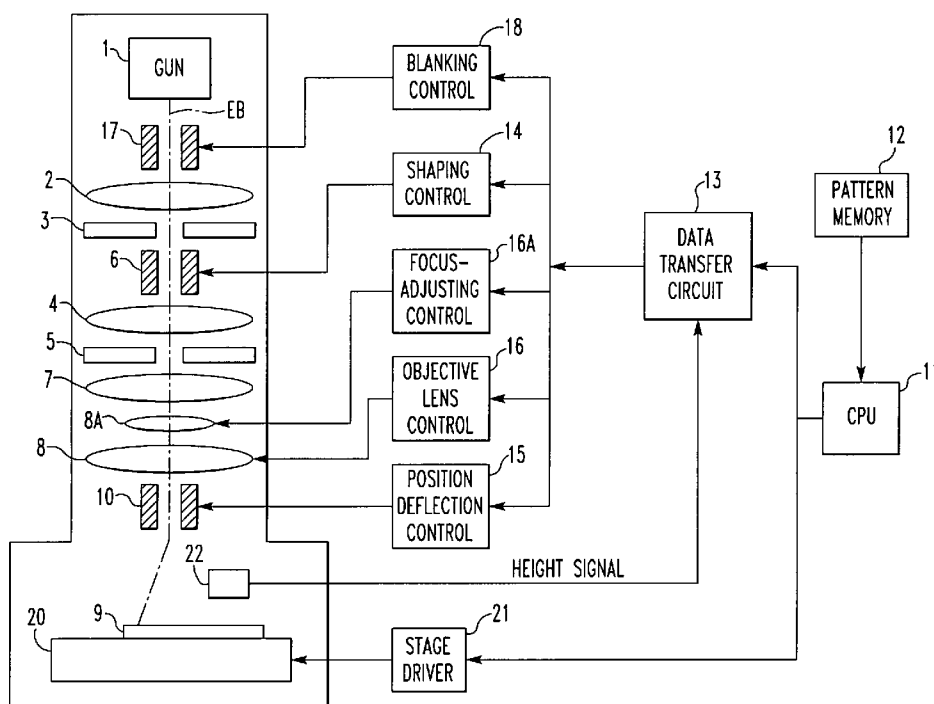 1
GUN
EB
17
2
3
6
4
5
7
8A
8
10
22
9
20
18
BLANKING
CONTROL
14
SHAPING
CONTROL
16A
FOCUS-
ADJUSTING
CONTROL
16
OBJECTIVE
LENS
CONTROL
15
POSITION
DEFLECTION
CONTROL
HEIGHT SIGNAL
21
STAGE
DRIVER
13
DATA
TRANSFER
CIRCUIT
12
PATTERN
MEMORY
11
CPU